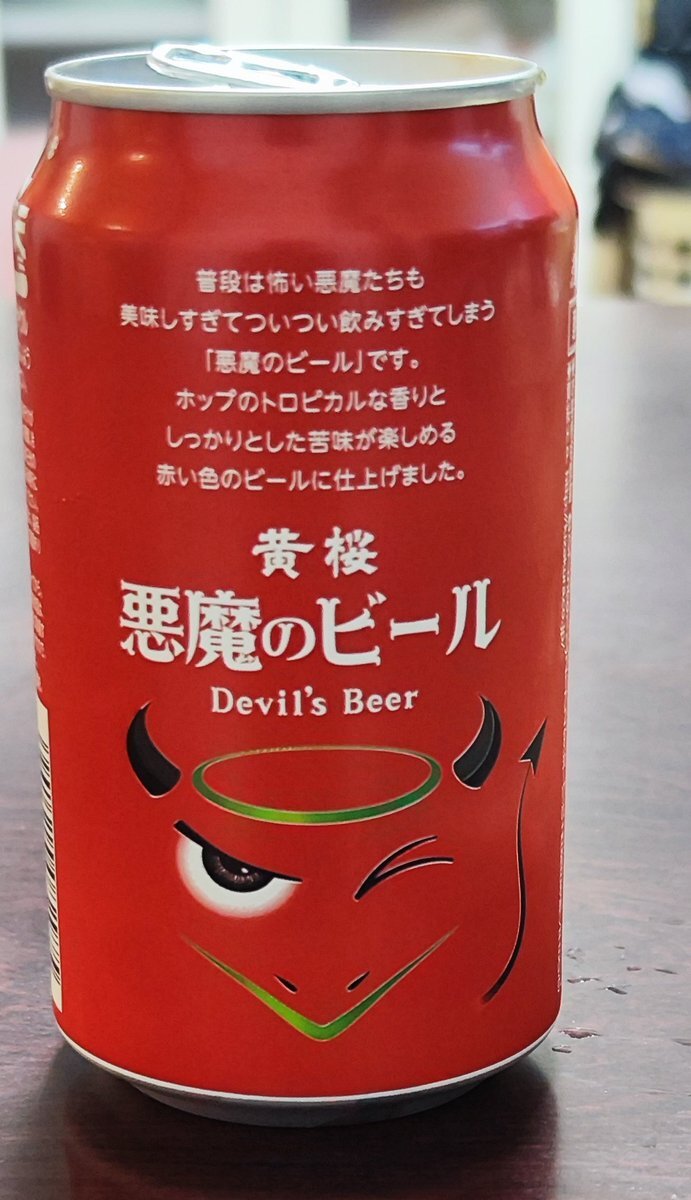 普段は怖い悪魔たちも
美味しすぎてついつい飲みすぎてしまう
「悪魔のビール」です。
ホップのトロピカルな香りと
しっかりとした苦味が楽しめる
赤い色のビールに仕上げました。
黄桜
悪魔のビール
Devil's Beer